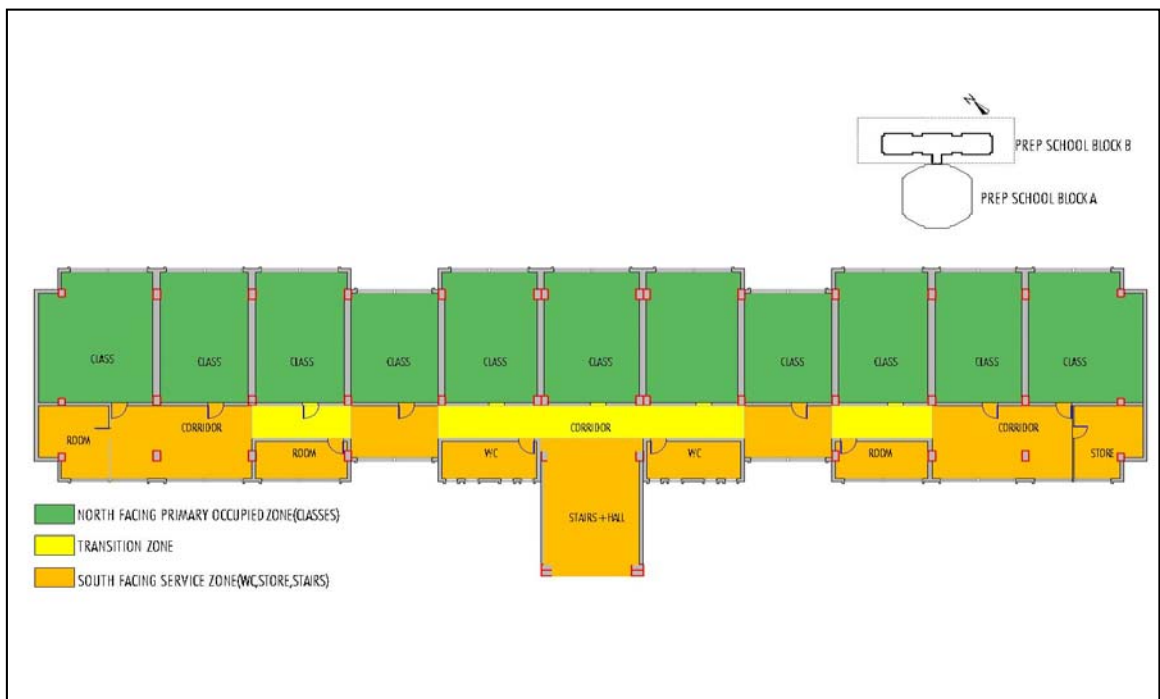 N
PREP SCHOOL BLOCK B
PREP SCHOOL BLOCK A
CLASS
CLASS
CLASS
CLASS
CLASS
CLASS
CLASS
CLASS
CLASS
CLASS
ROOM
CORRIDOR
ROOM
CORRIDOR
WC
WC
ROOM
CORRIDOR
STORE
STAIRS+HALL
NORTH FACING PRIMARY OCCUPIED ZONE(CLASSES)
TRANSITION ZONE
SOUTH FACING SERVICE ZONE(WC,STORE,STAIRS)